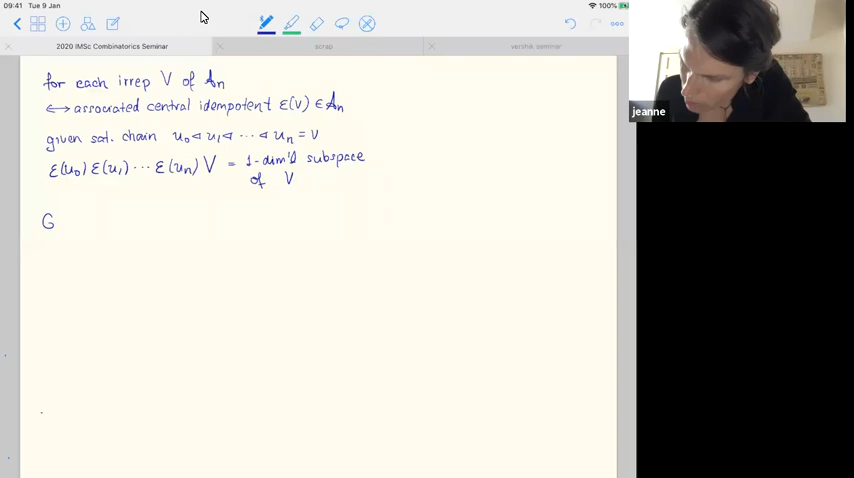 09:41 Tue 9 Jan
100%
2020 IMSc Combinatorics Seminar
scrap
vershik seminar
jeanne
for each irrep V of An
↔ associated central idempotent ε(V) ∈ An
given sat. chain u0 ⋖ u1 ⋖ ··· ⋖ un = V
ε(u0) ε(u1) ··· ε(un) V = 1-dim'l subspace
of V
G